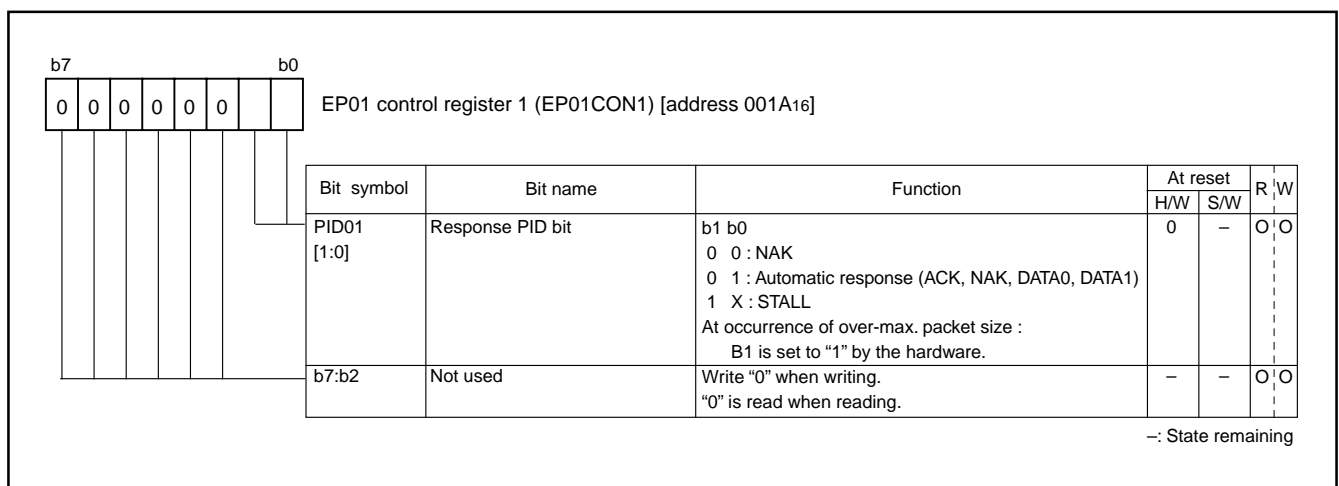 b7 b0
0 0 0 0 0 0 EP01 control register 1 (EP01CON1) [address 001A16]
Bit symbol Bit name Function At reset R W
H/W S/W
PID01 Response PID bit b1 b0 0 – O O
[1:0] 0 0 : NAK
0 1 : Automatic response (ACK, NAK, DATA0, DATA1)
1 X : STALL
At occurrence of over-max. packet size :
B1 is set to “1” by the hardware.
b7:b2 Not used Write “0” when writing. – – O O
“0” is read when reading.
–: State remaining